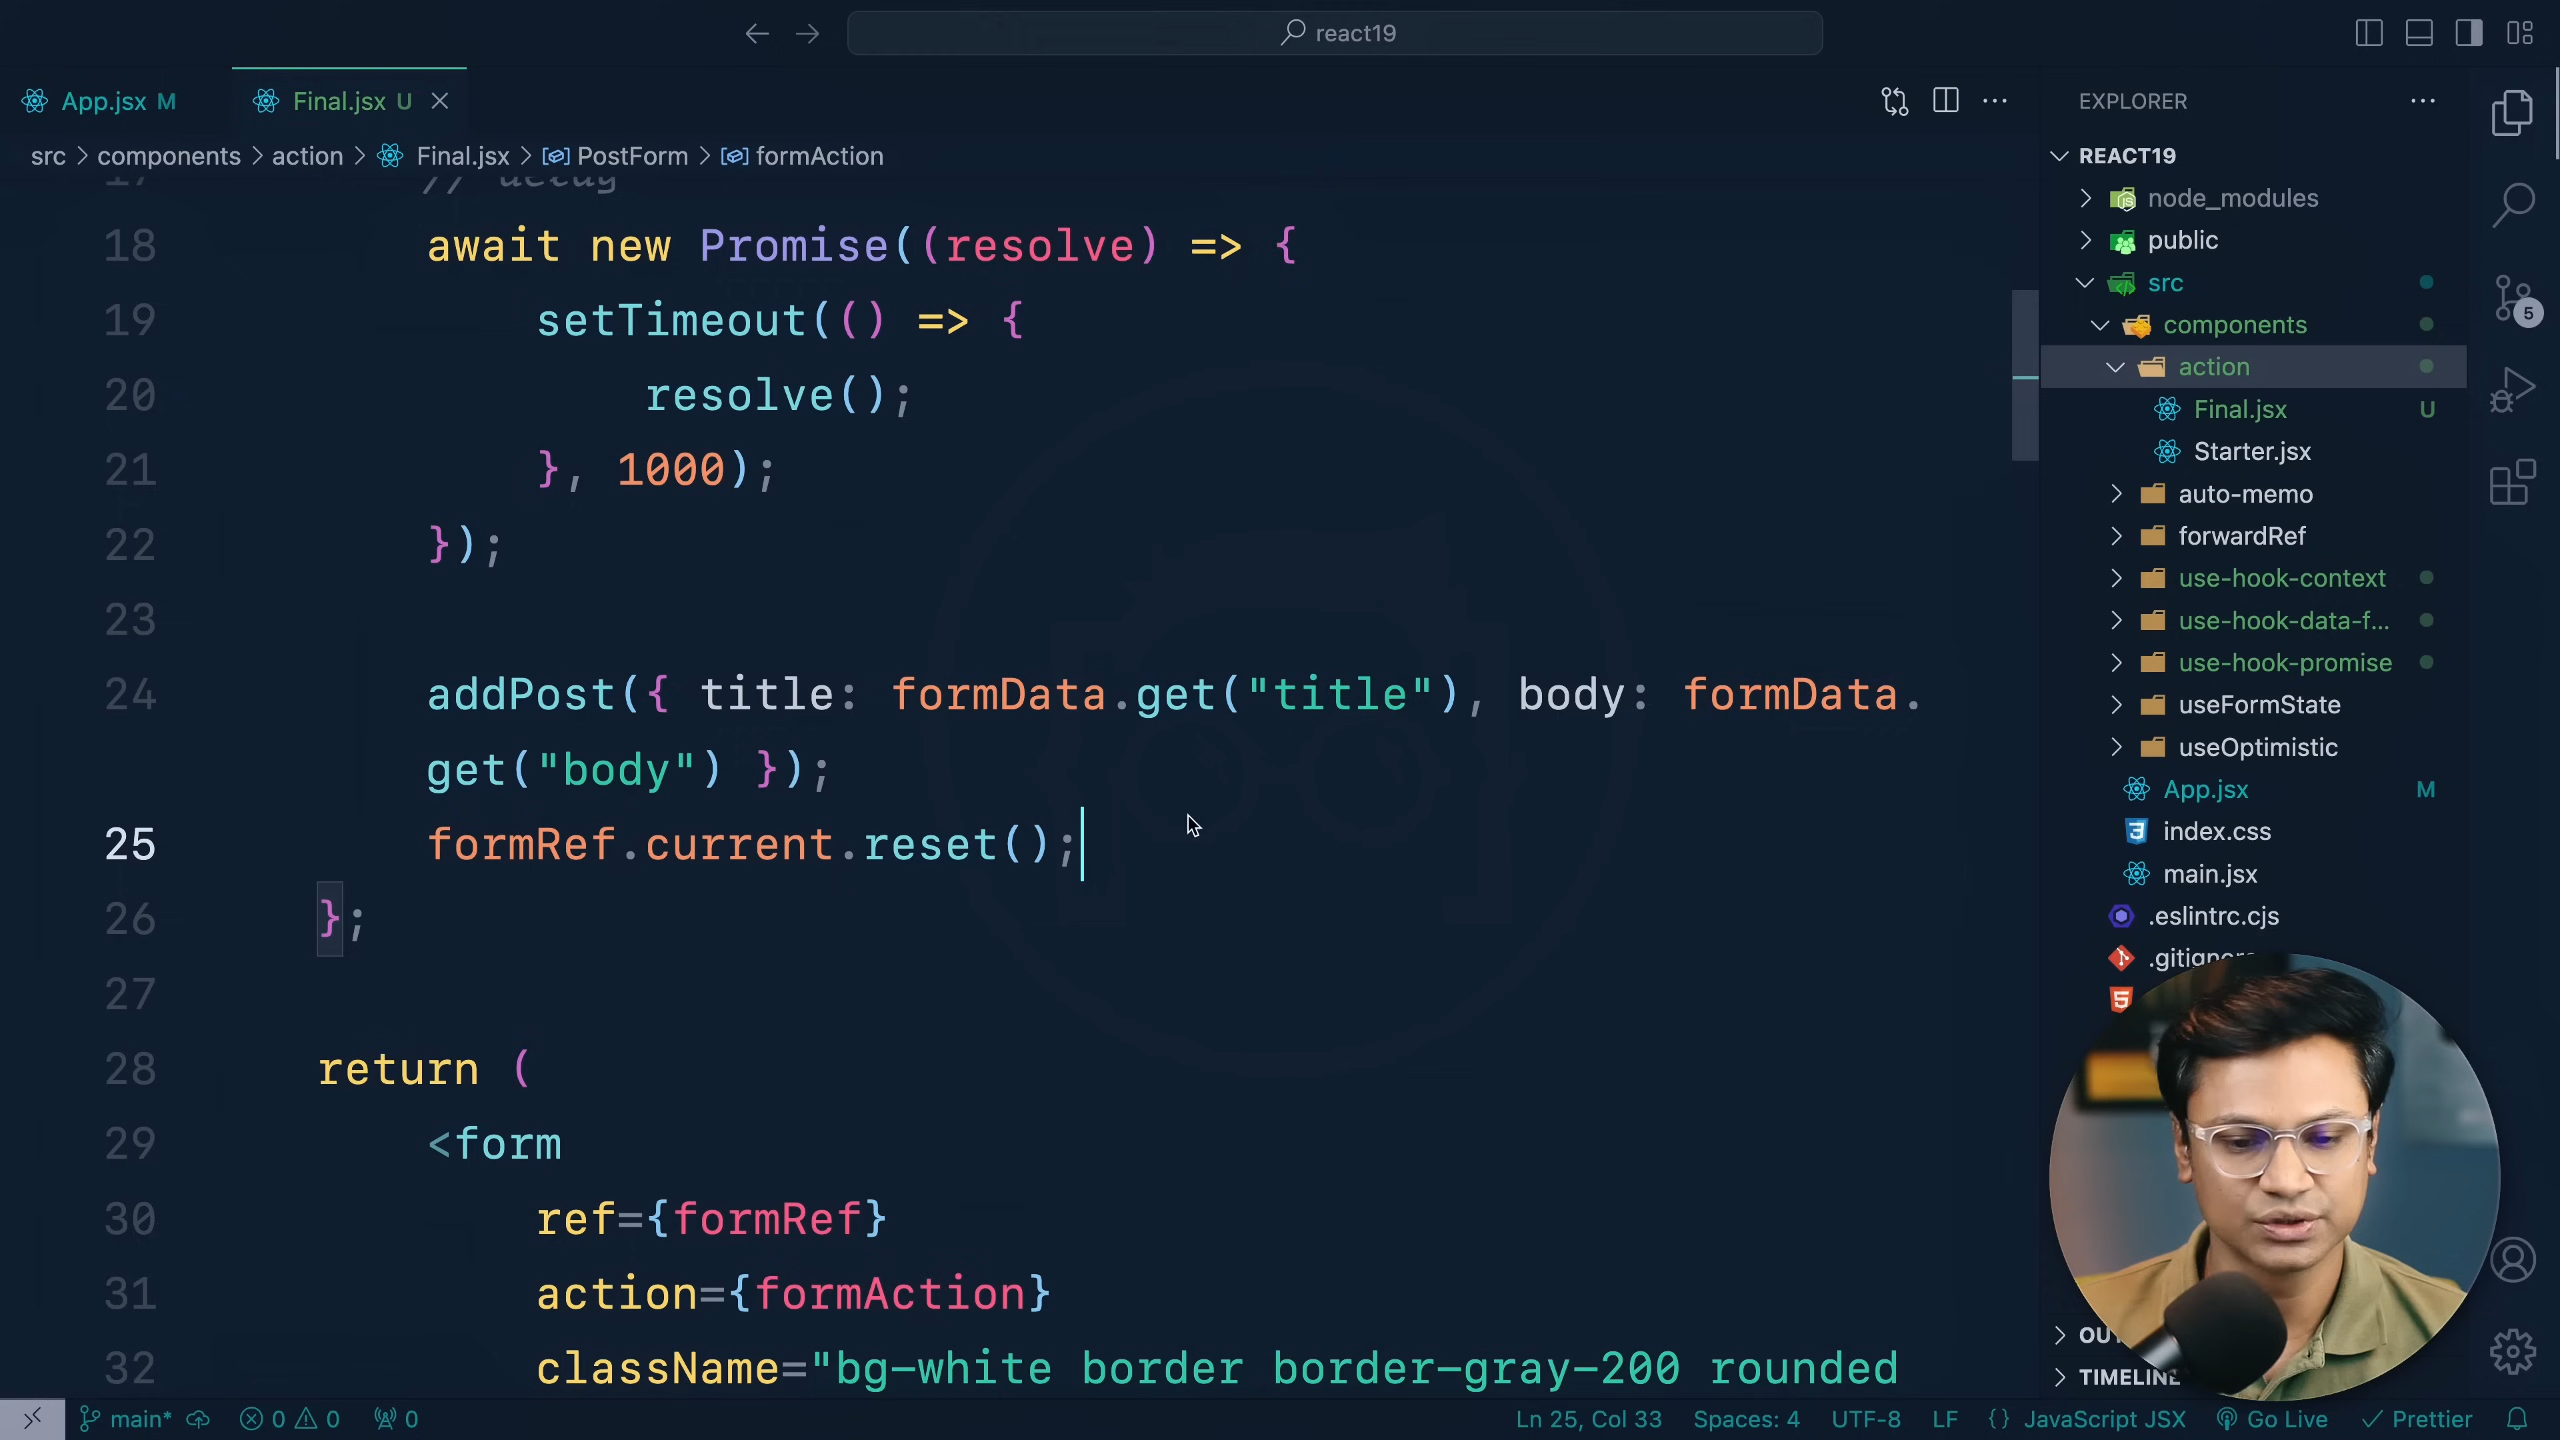 react19
App.jsx M
Final.jsx U
src > components > action > Final.jsx > PostForm > formAction
17 // delay
18 await new Promise((resolve) => {
19 setTimeout(() => {
20 resolve();
21 }, 1000);
22 });
23
24 addPost({ title: formData.get("title"), body: formData.
get("body") });
25 formRef.current.reset();
26 };
27
28 return (
29 <form
30 ref={formRef}
31 action={formAction}
32 className="bg-white border border-gray-200 rounded
EXPLORER
REACT19
node_modules
public
src
components
action
Final.jsx U
Starter.jsx
auto-memo
forwardRef
use-hook-context
use-hook-data-f...
use-hook-promise
useFormState
useOptimistic
App.jsx M
index.css
main.jsx
.eslintrc.cjs
TIMELINE
5
main* 0 0 0
Ln 25, Col 33 Spaces: 4 UTF-8 LF {} JavaScript JSX Go Live Prettier